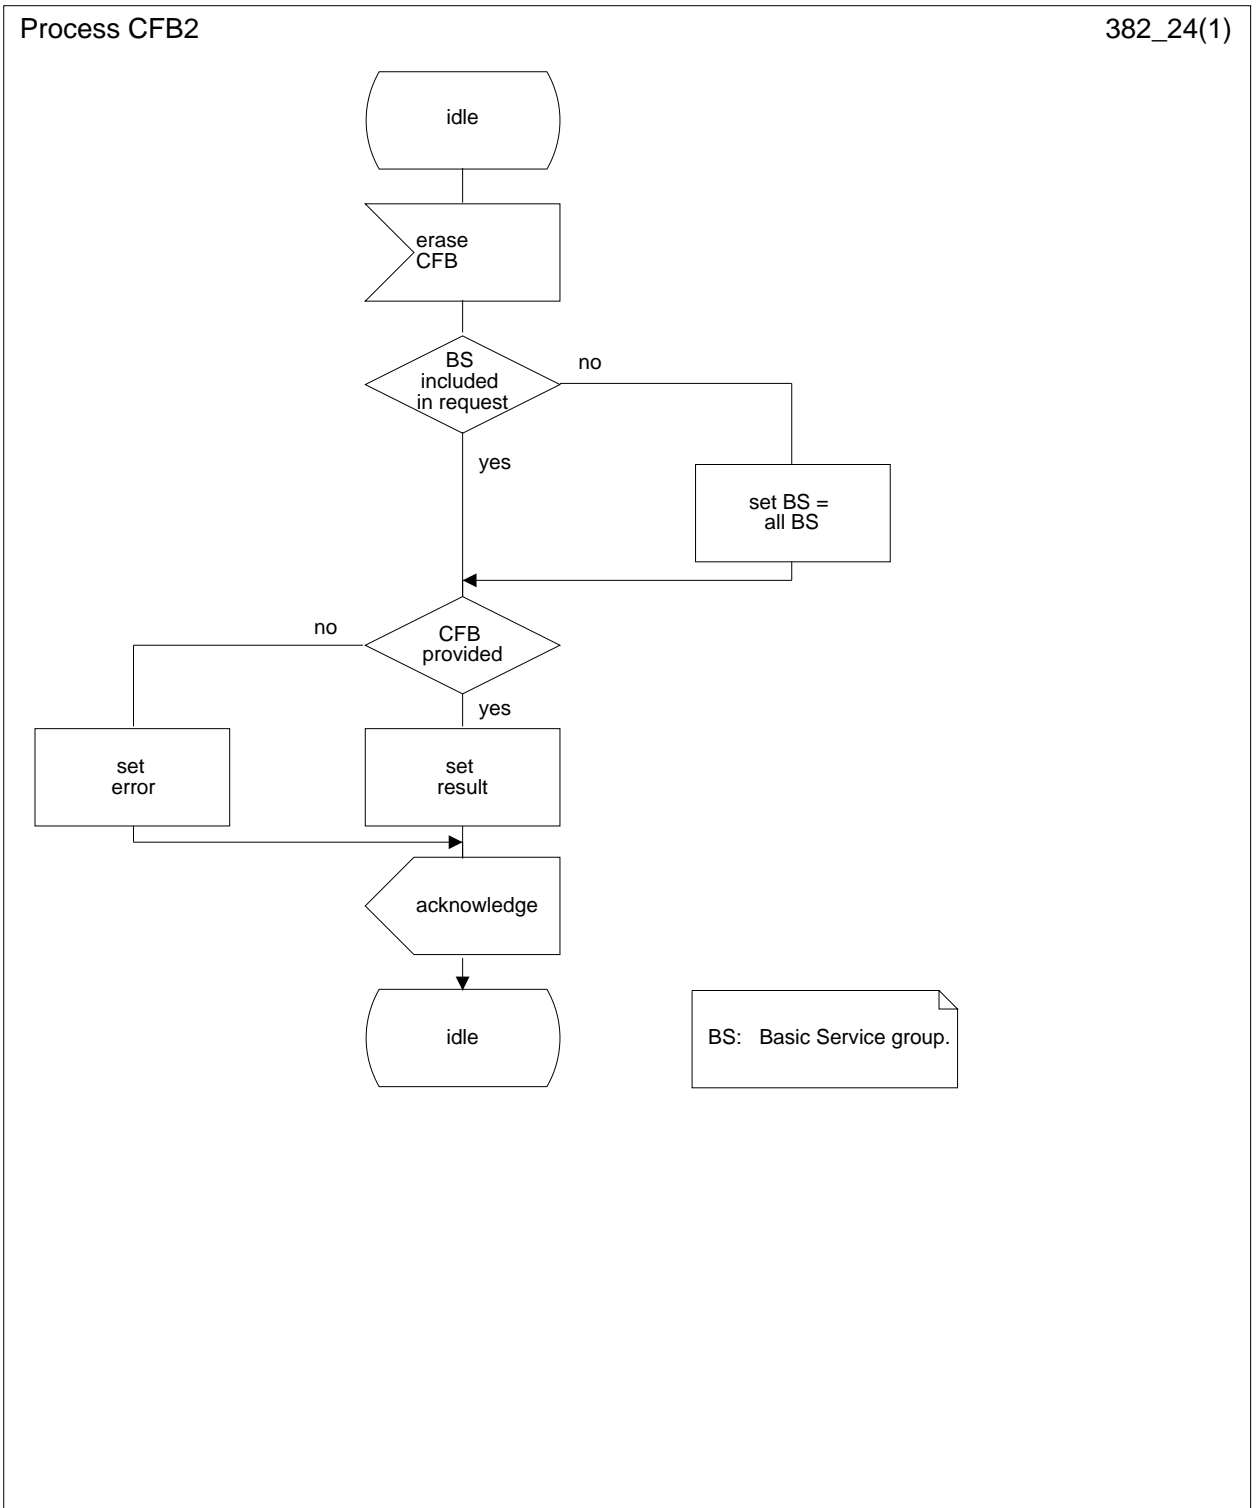 Process CFB2
382_24(1)
idle
erase
CFB
BS
included
in request
no
yes
set BS =
all BS
no
CFB
provided
yes
set
error
set
result
acknowledge
idle
BS: Basic Service group.